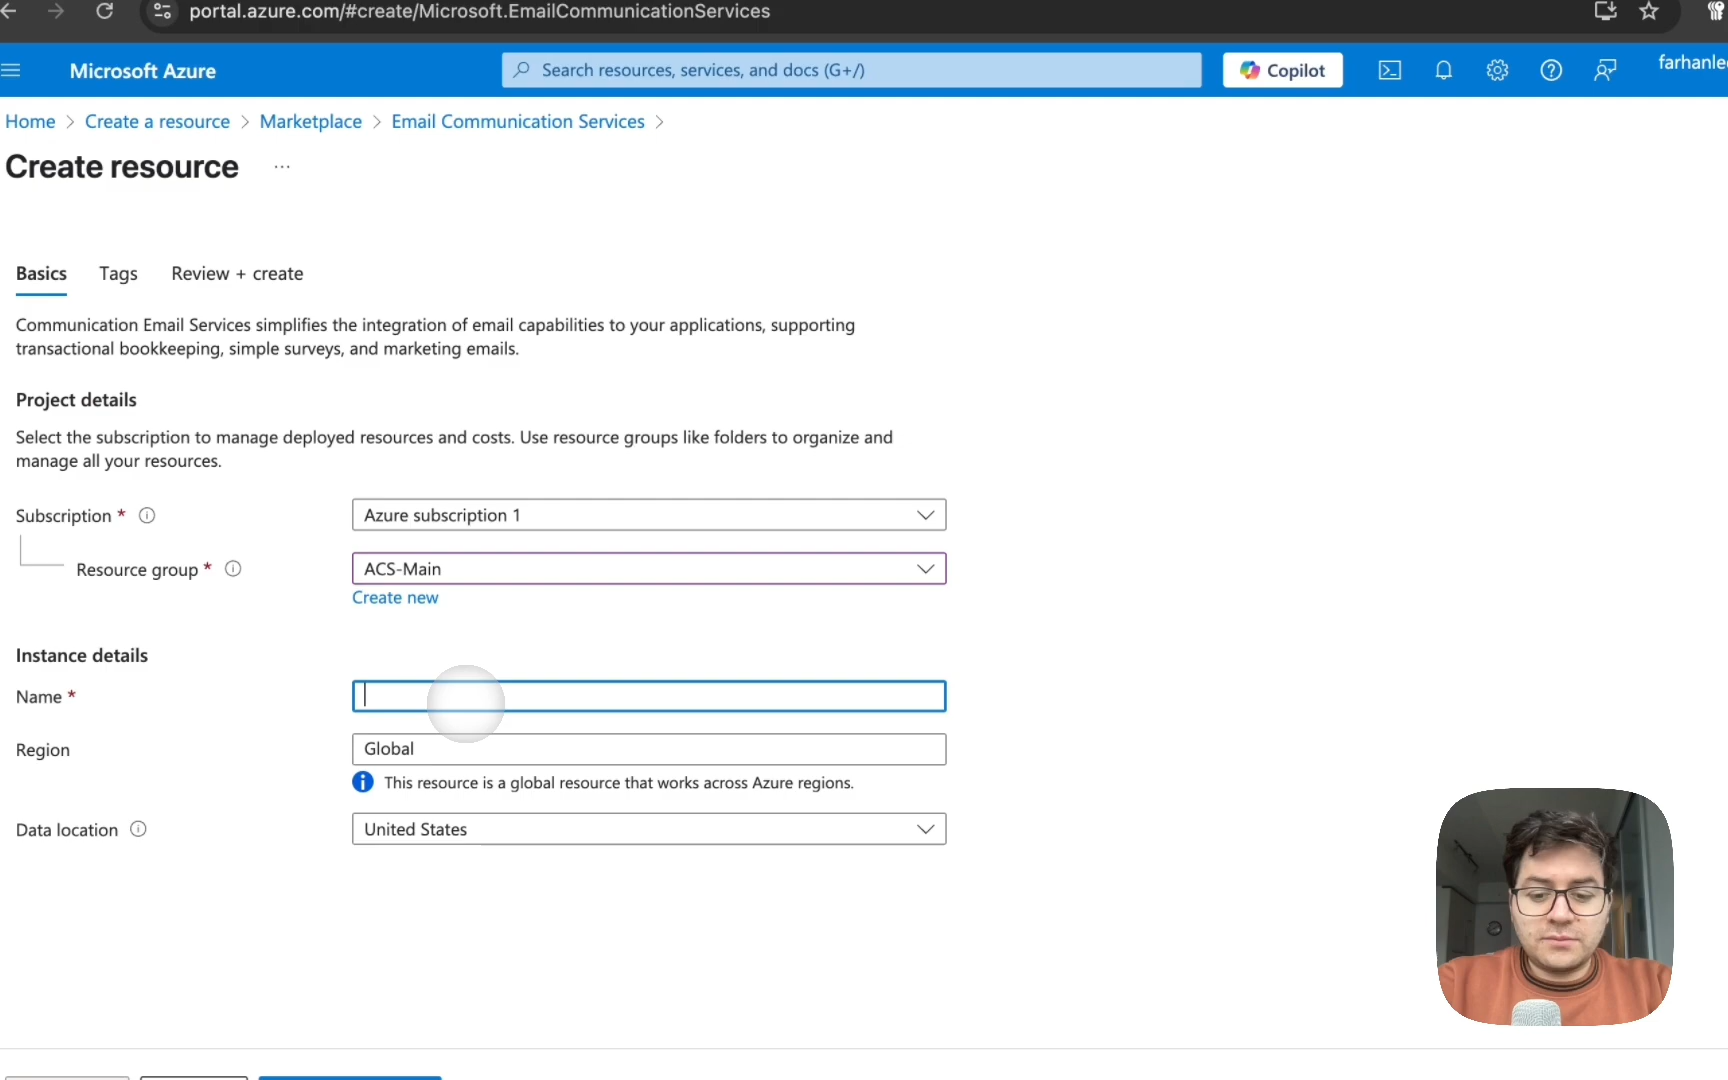 portal.azure.com/#create/Microsoft.EmailCommunicationServices
Microsoft Azure
Search resources, services, and docs (G+/)
Copilot
farhanle
Home > Create a resource > Marketplace > Email Communication Services >
Create resource ...
Basics
Tags
Review + create
Communication Email Services simplifies the integration of email capabilities to your applications, supporting
transactional bookkeeping, simple surveys, and marketing emails.
Project details
Select the subscription to manage deployed resources and costs. Use resource groups like folders to organize and
manage all your resources.
Subscription *
Azure subscription 1
Resource group *
ACS-Main
Create new
Instance details
Name *
Region
Global
This resource is a global resource that works across Azure regions.
Data location
United States